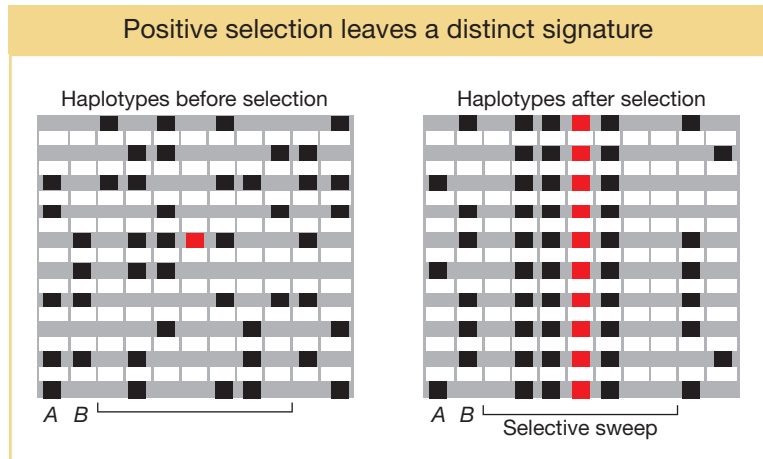 Positive selection leaves a distinct signature
Haplotypes before selection
Haplotypes after selection
A B
A B
Selective sweep